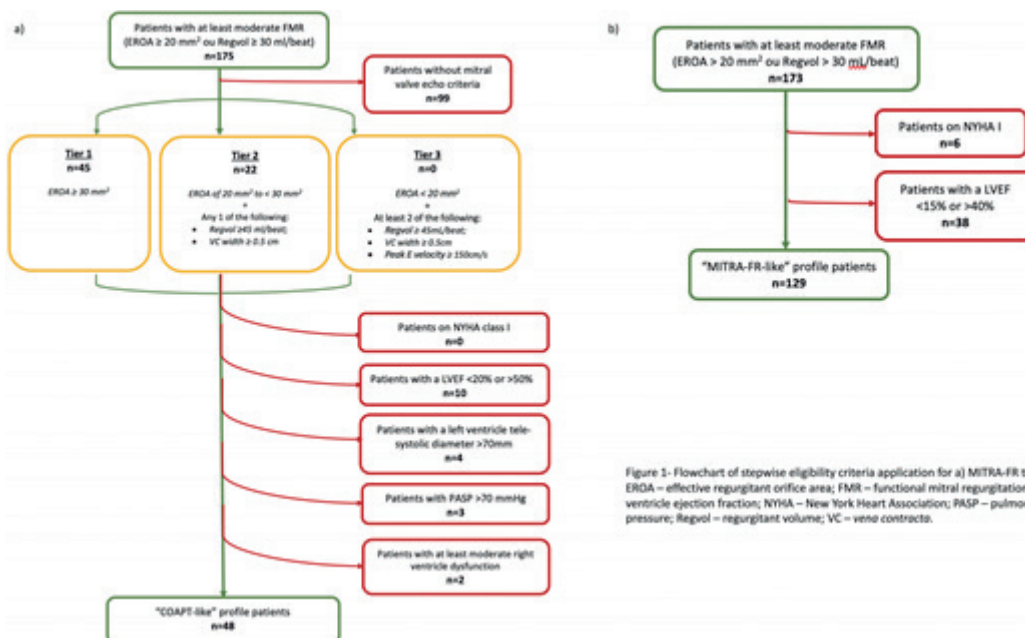 a)
Patients with at least moderate FMR
(EROA ≥ 20 mm² ou Regvol ≥ 30 ml/beat)
n=175
Patients without mitral
valve echo criteria
n=99
Tier 1
n=45
EROA ≥ 30 mm²
Tier 2
n=22
EROA of 20 mm² to < 30 mm²
+
Any 1 of the following:
• Regvol ≥45 ml/beat;
• VC width ≥ 0.5 cm
Tier 3
n=0
EROA < 20 mm²
+
At least 2 of the following:
• Regvol ≥ 45mL/beat;
• VC width ≥ 0.5cm
• Peak E velocity ≥ 150cm/s
Patients on NYHA class I
n=0
Patients with a LVEF <20% or >50%
n=10
Patients with a left ventricle tele-
systolic diameter >70mm
n=4
Patients with PASP >70 mmHg
n=3
Patients with at least moderate right
ventricle dysfunction
n=2
"COAPT-like" profile patients
n=48
b)
Patients with at least moderate FMR
(EROA > 20 mm² ou Regvol > 30 mL/beat)
n=173
Patients on NYHA I
n=6
Patients with a LVEF
<15% or >40%
n=38
"MITRA-FR-like" profile patients
n=129
Figure 1- Flowchart of stepwise eligibility criteria application for a) MITRA-FR t
EROA – effective regurgitant orifice area; FMR – functional mitral regurgitation
ventricle ejection fraction; NYHA – New York Heart Association; PASP – pulmo
pressure; Regvol – regurgitant volume; VC – vena contracta.